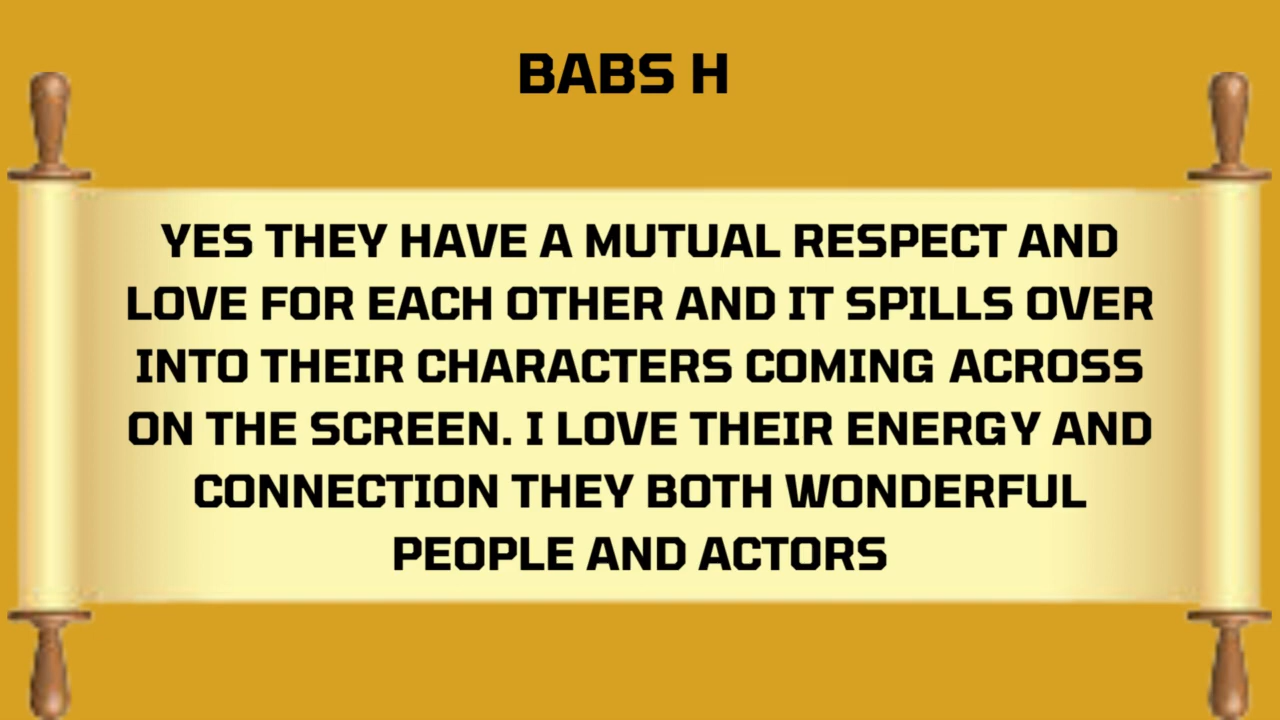 BABS H
YES THEY HAVE A MUTUAL RESPECT AND
LOVE FOR EACH OTHER AND IT SPILLS OVER
INTO THEIR CHARACTERS COMING ACROSS
ON THE SCREEN. I LOVE THEIR ENERGY AND
CONNECTION THEY BOTH WONDERFUL
PEOPLE AND ACTORS